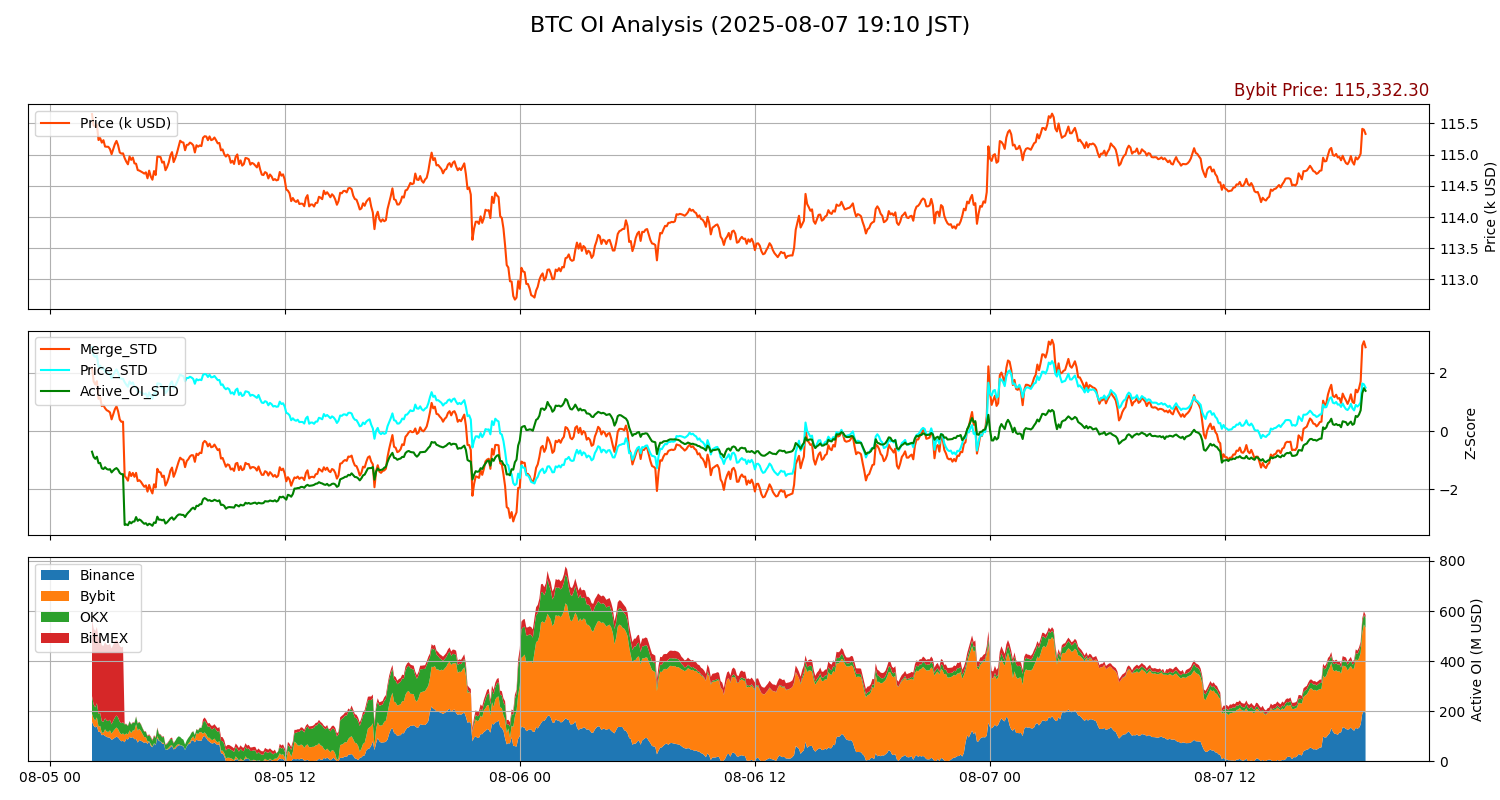 BTC OI Analysis (2025-08-07 19:10 JST)
Bybit Price: 115,332.30
Price (k USD)
115.5
115.0
114.5
114.0
113.5
113.0
Price (k USD)
Merge_STD
Price_STD
Active_OI_STD
2
0
−2
Z-Score
Binance
Bybit
OKX
BitMEX
800
600
400
200
0
Active OI (M USD)
08-05 00
08-05 12
08-06 00
08-06 12
08-07 00
08-07 12